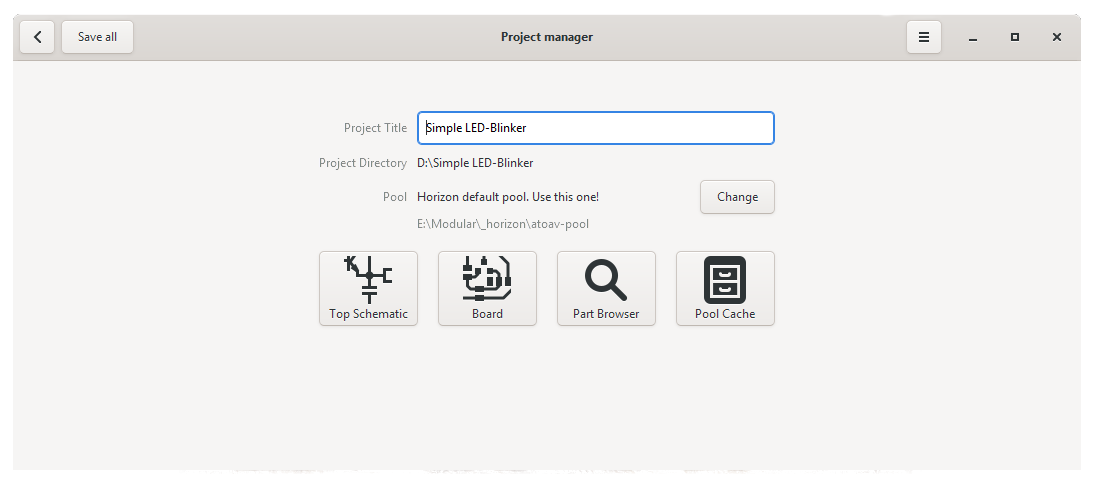 Save all
Project manager
Project Title
Simple LED-Blinker
Project Directory
D:\Simple LED-Blinker
Pool
Horizon default pool. Use this one!
Change
E:\Modular\_horizon\atoav-pool
Top Schematic
Board
Part Browser
Pool Cache